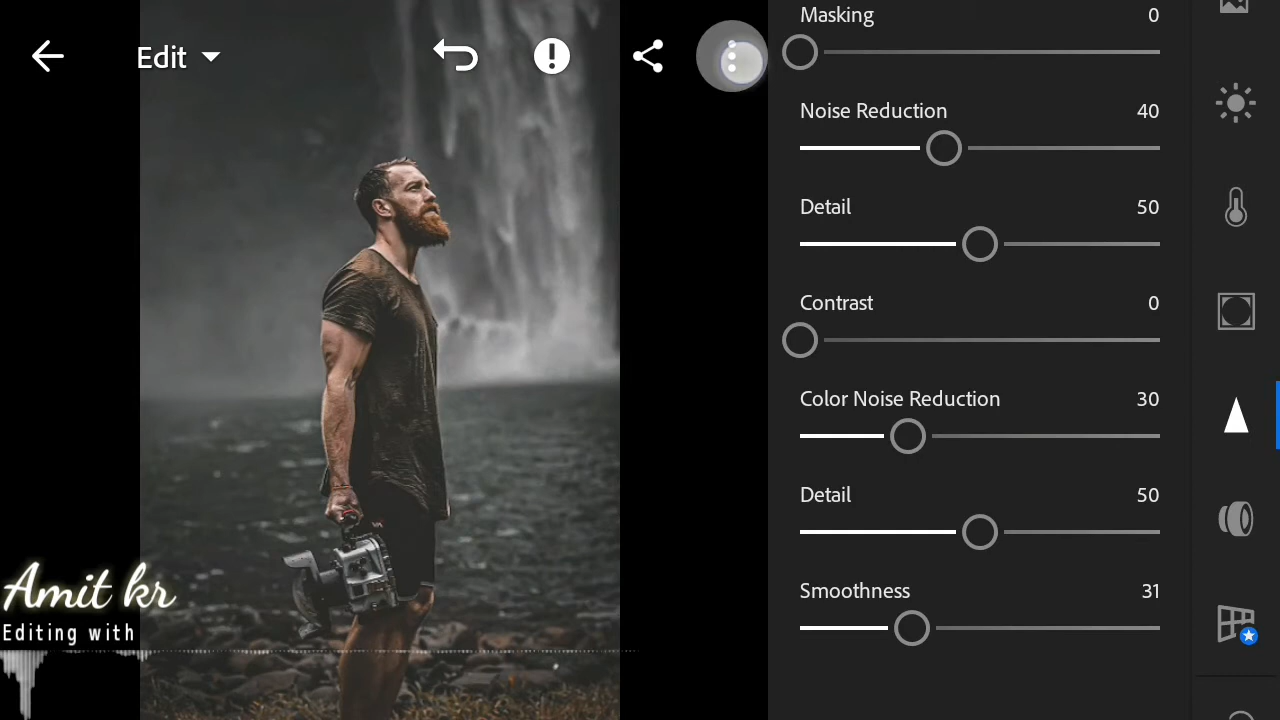 Edit
Masking 0
Noise Reduction 40
Detail 50
Contrast 0
Color Noise Reduction 30
Detail 50
Smoothness 31
Amit kr
Editing with